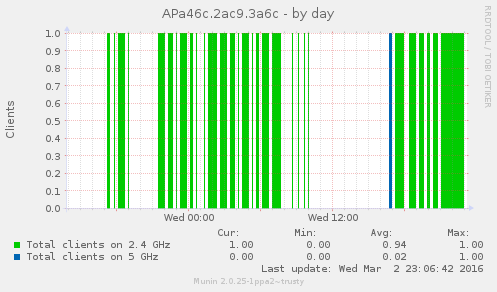 APa46c.2ac9.3a6c - by day
RRDTOOL / TOBI OETIKER
Clients
1.0
0.9
0.8
0.7
0.6
0.5
0.4
0.3
0.2
0.1
0.0
Wed 00:00 Wed 12:00
Cur: Min: Avg: Max:
Total clients on 2.4 GHz 1.00 0.00 0.94 1.00
Total clients on 5 GHz 0.00 0.00 0.02 1.00
Last update: Wed Mar 2 23:06:42 2016
Munin 2.0.25-1ppa2~trusty